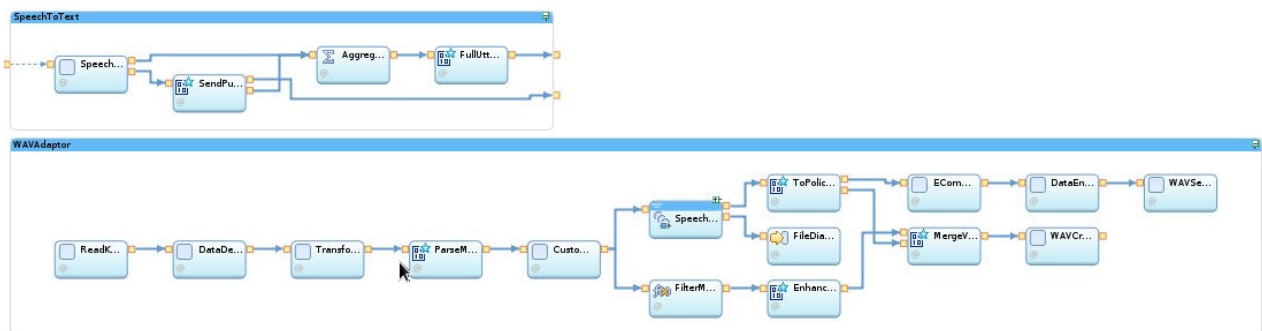 SpeechToText
Speech...
SendPu...
Aggreg...
FullUtt...
WAVAdaptor
ReadK...
DataDe...
Transfo...
ParseM...
Custo...
Speech...
FilterM...
ToPolic...
FileDia...
Enhanc...
ECom...
MergeV...
DataEn...
WAVCr...
WAVSe...